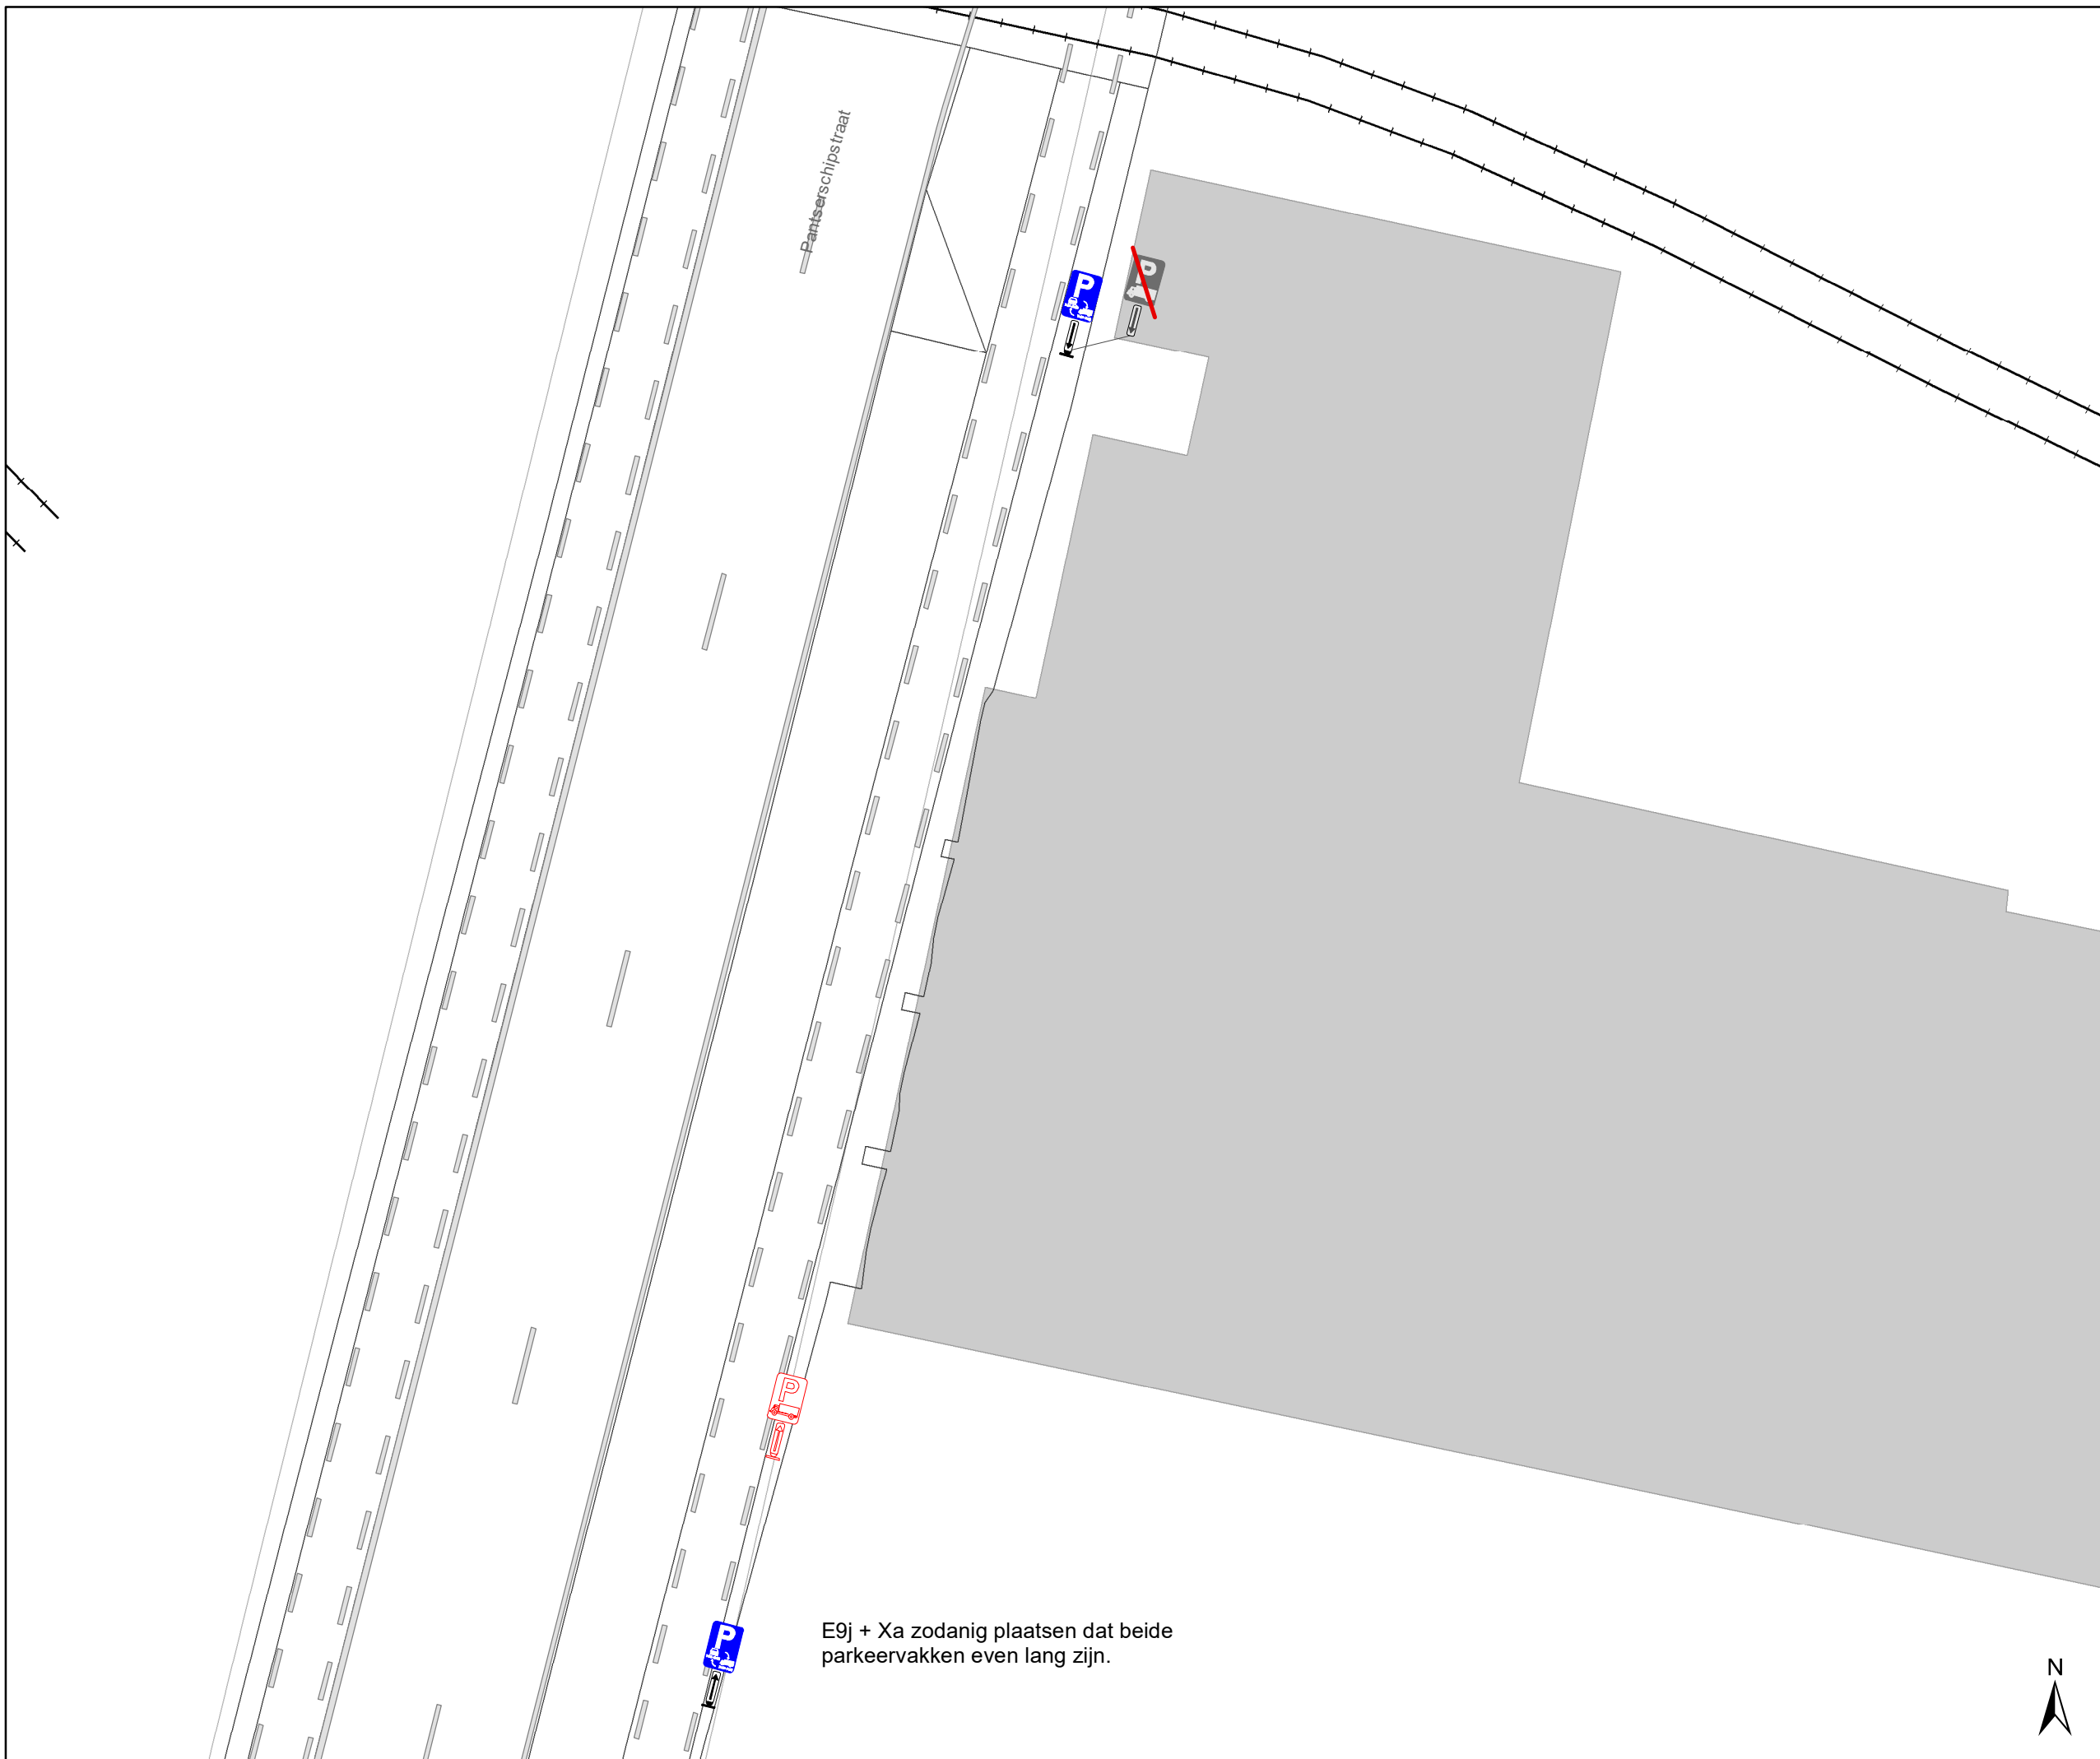 Pantserschipstraat
P
P
P
P
E9j + Xa zodanig plaatsen dat beide
parkeervakken even lang zijn.
N